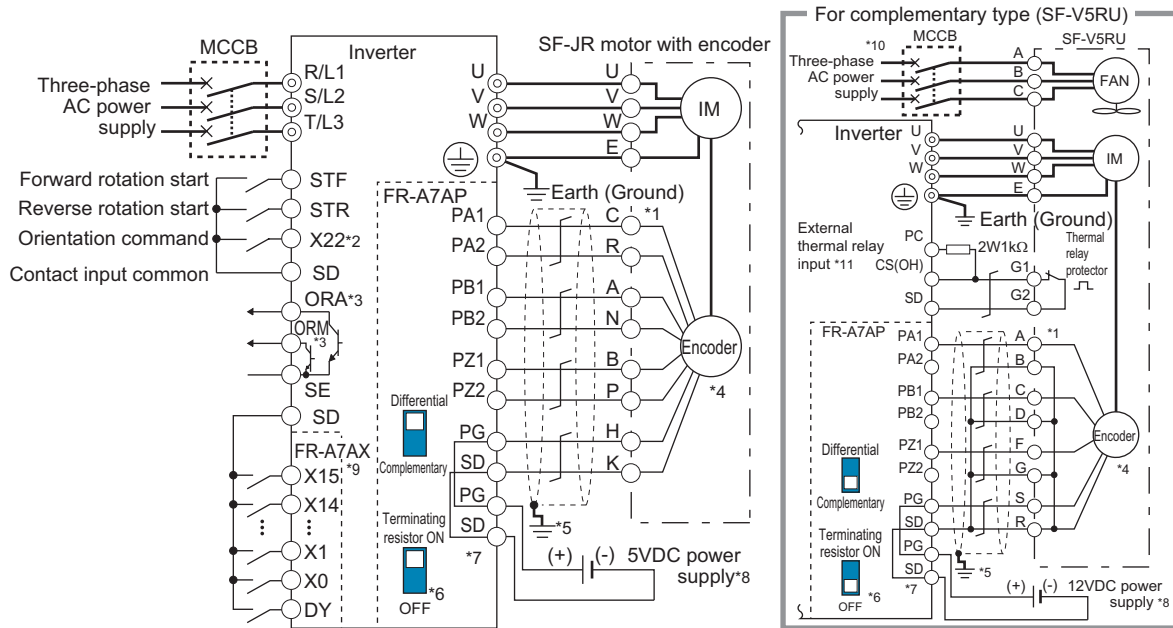 MCCB
Three-phase
AC power
supply
R/L1
S/L2
T/L3
Inverter
U
V
W
SF-JR motor with encoder
U
V
W
E
IM
Earth (Ground)
Forward rotation start
Reverse rotation start
Orientation command
Contact input common
STF
STR
X22*2
SD
ORA*3
ORM
*3
SE
SD
FR-A7AX
*9
X15
X14
X1
X0
DY
FR-A7AP
PA1
PA2
PB1
PB2
PZ1
PZ2
PG
SD
PG
SD
*7
Differential
Complementary
Terminating
resistor ON
*6
OFF
C
*1
R
A
N
B
P
H
K
Encoder
*4
*5
(+)
(-)
5VDC power
supply*8
For complementary type (SF-V5RU)
MCCB
*10
Three-phase
AC power
supply
A
B
C
SF-V5RU
FAN
Inverter
U
V
W
U
V
W
E
IM
Earth (Ground)
External
thermal relay
input *11
PC
2W1kΩ
CS(OH)
SD
G1
G2
Thermal
relay
protector
FR-A7AP
PA1
PA2
PB1
PB2
PZ1
PZ2
PG
SD
PG
SD
*7
Differential
Complementary
Terminating
resistor ON
*6
OFF
A
*1
B
C
D
F
G
S
R
Encoder
*4
*5
(+)
(-)
12VDC power
supply *8